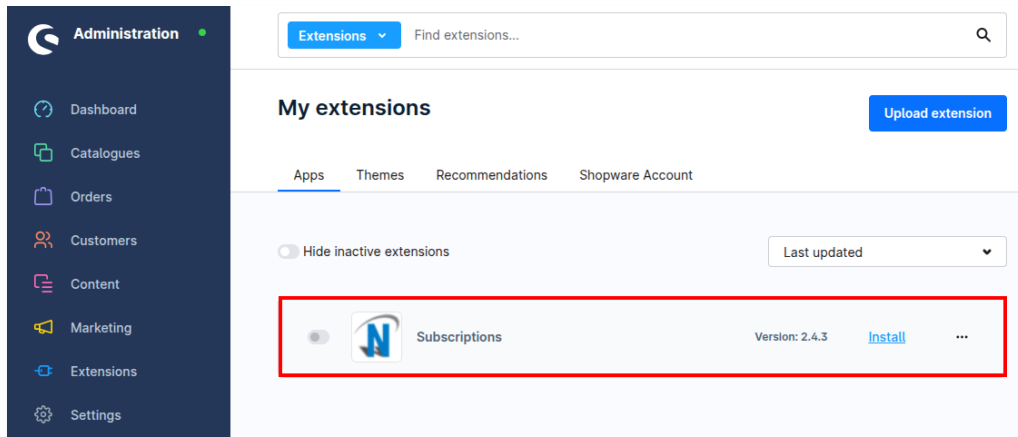 Administration
Dashboard
Catalogues
Orders
Customers
Content
Marketing
Extensions
Settings
Extensions Find extensions...
My extensions
Upload extension
Apps Themes Recommendations Shopware Account
Hide inactive extensions
Last updated
N Subscriptions Version: 2.4.3 Install ...